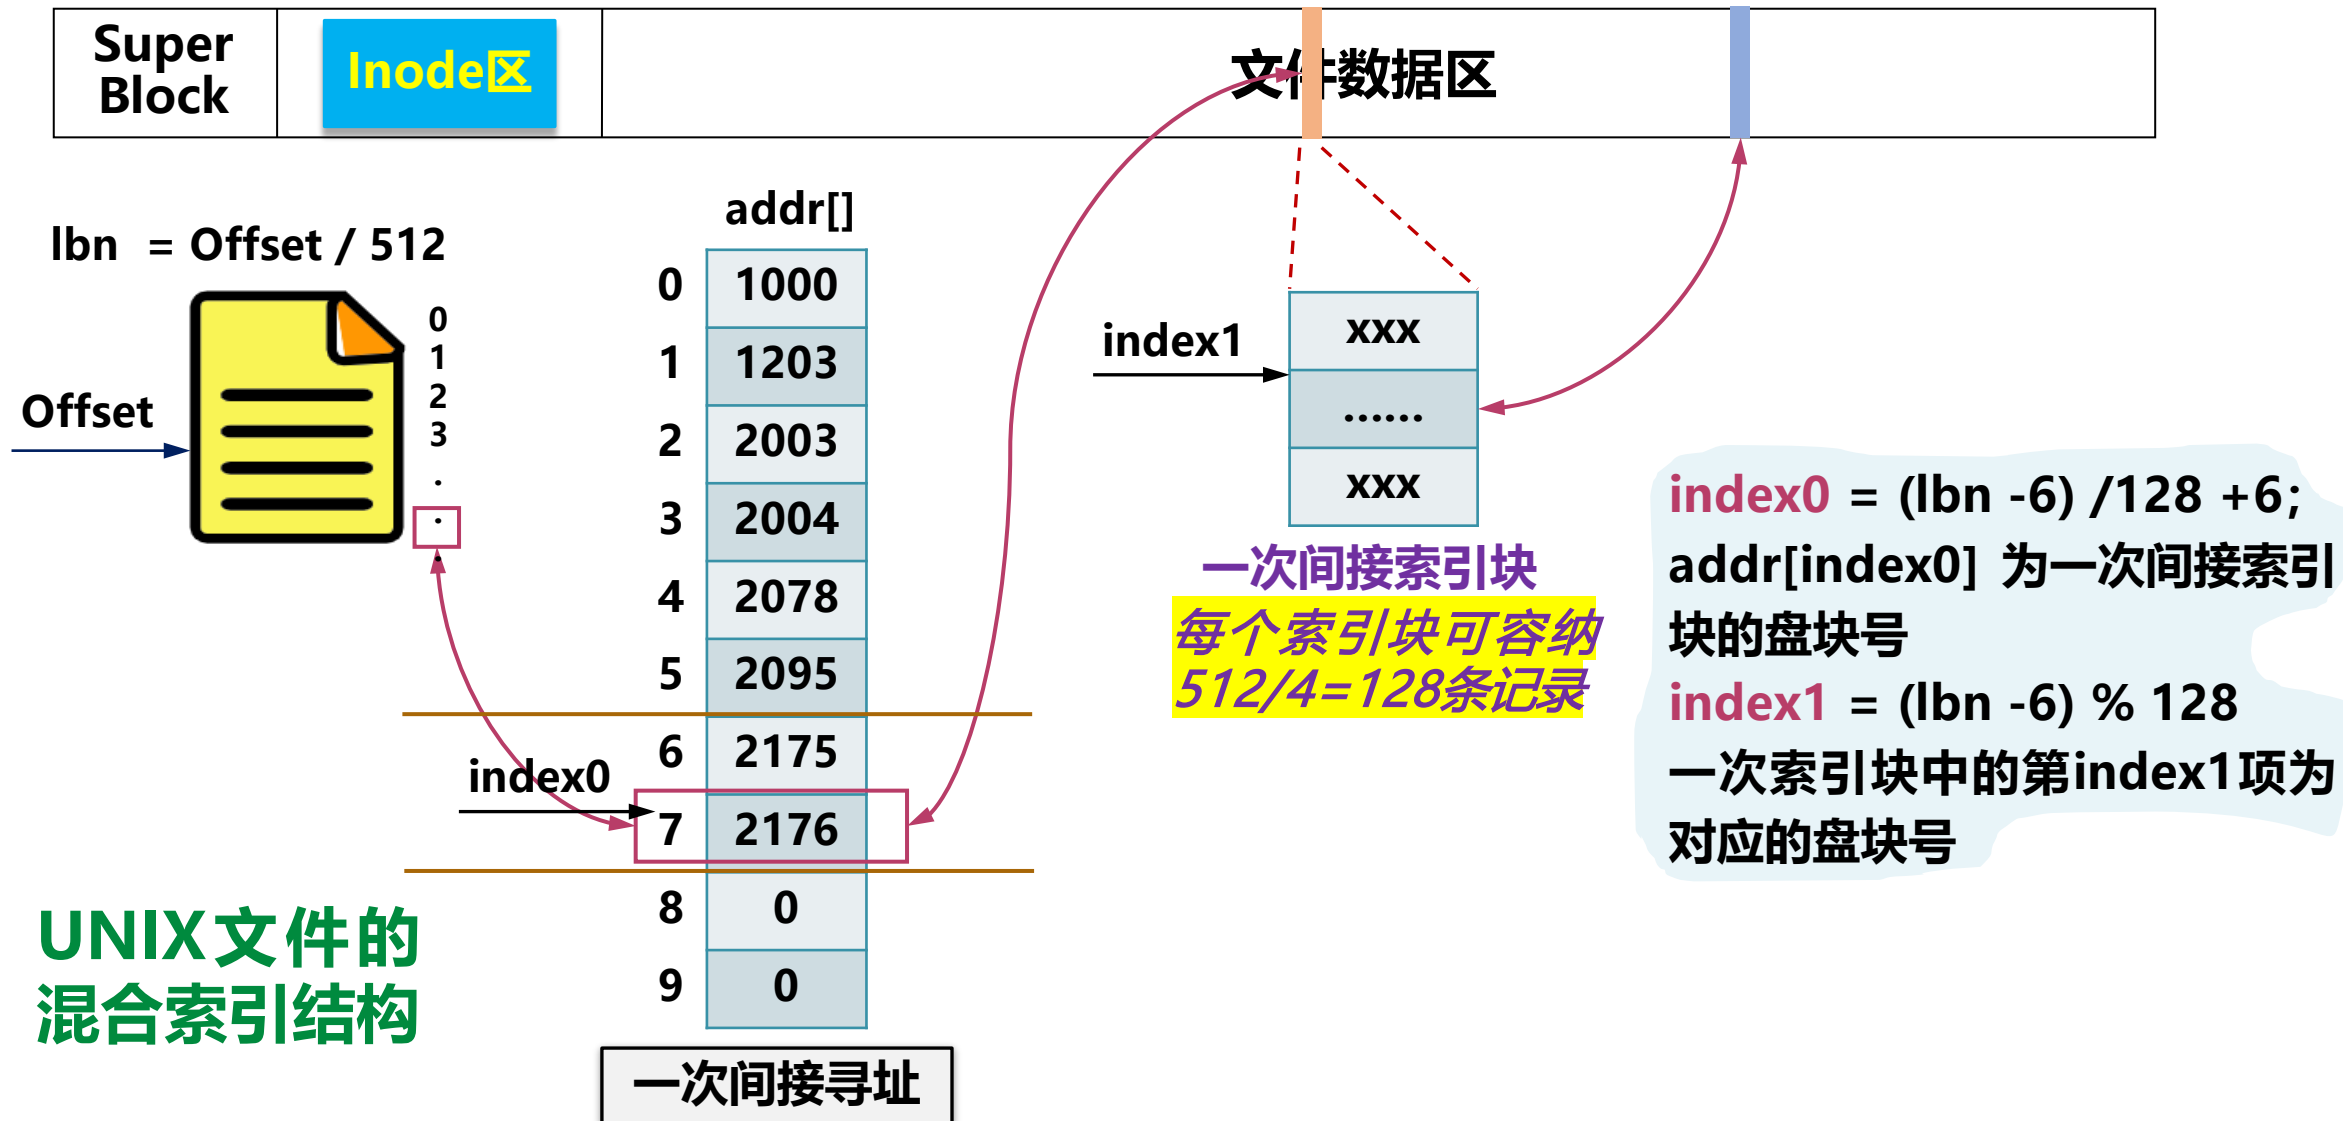 Super
Block
Inode区
文件数据区
lbn = Offset / 512
Offset
0
1
2
3
.
.
.
addr[]
0 1000
1 1203
2 2003
3 2004
4 2078
5 2095
6 2175
index0
7 2176
8 0
9 0
一次间接寻址
index1
xxx
......
xxx
一次间接索引块
每个索引块可容纳
512/4=128条记录
index0 = (lbn -6) /128 +6;
addr[index0] 为一次间接索引
块的盘块号
index1 = (lbn -6) % 128
一次索引块中的第index1项为
对应的盘块号
UNIX文件的
混合索引结构